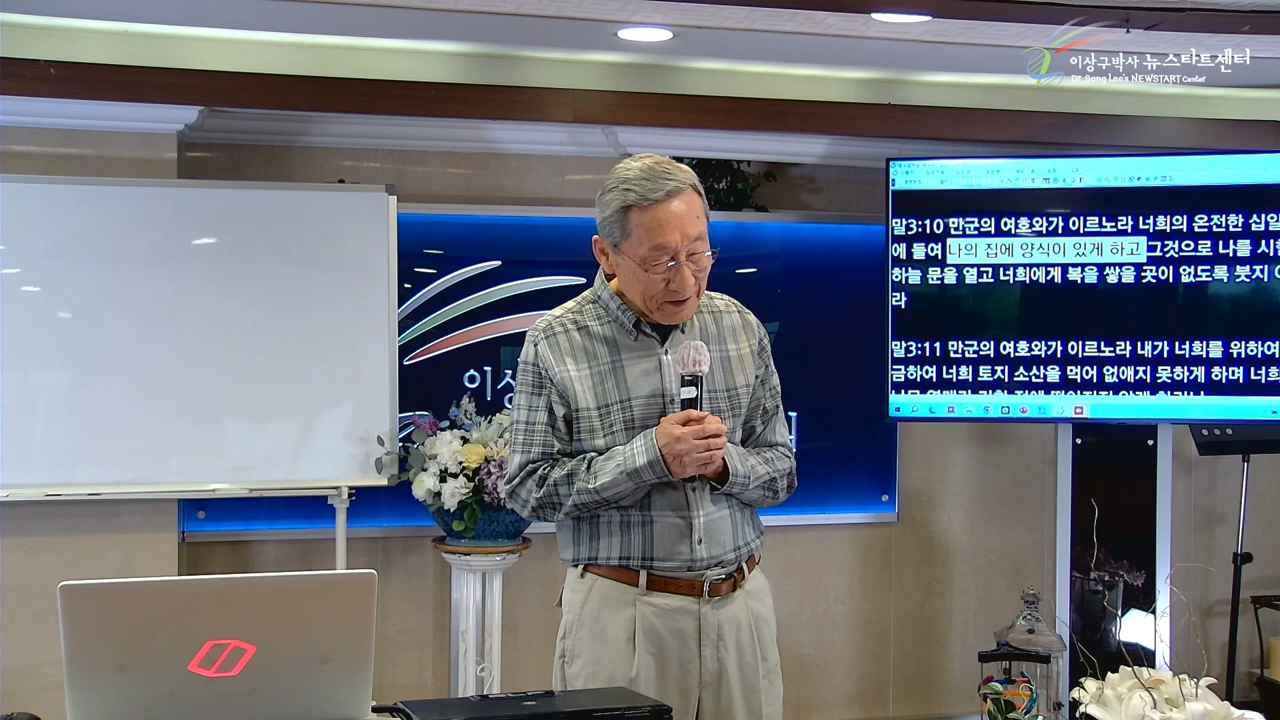 이상구박사 뉴스타트센터
Dr. Sang Lee's NEWSTART Center
말3:10 만군의 여호와가 이르노라 너희의 온전한 십일
에 들여 나의 집에 양식이 있게 하고 그것으로 나를 시험
하늘 문을 열고 너희에게 복을 쌓을 곳이 없도록 붓지 아
라
말3:11 만군의 여호와가 이르노라 내가 너희를 위하여
금하여 너희 토지 소산을 먹어 없애지 못하게 하며 너희
이상